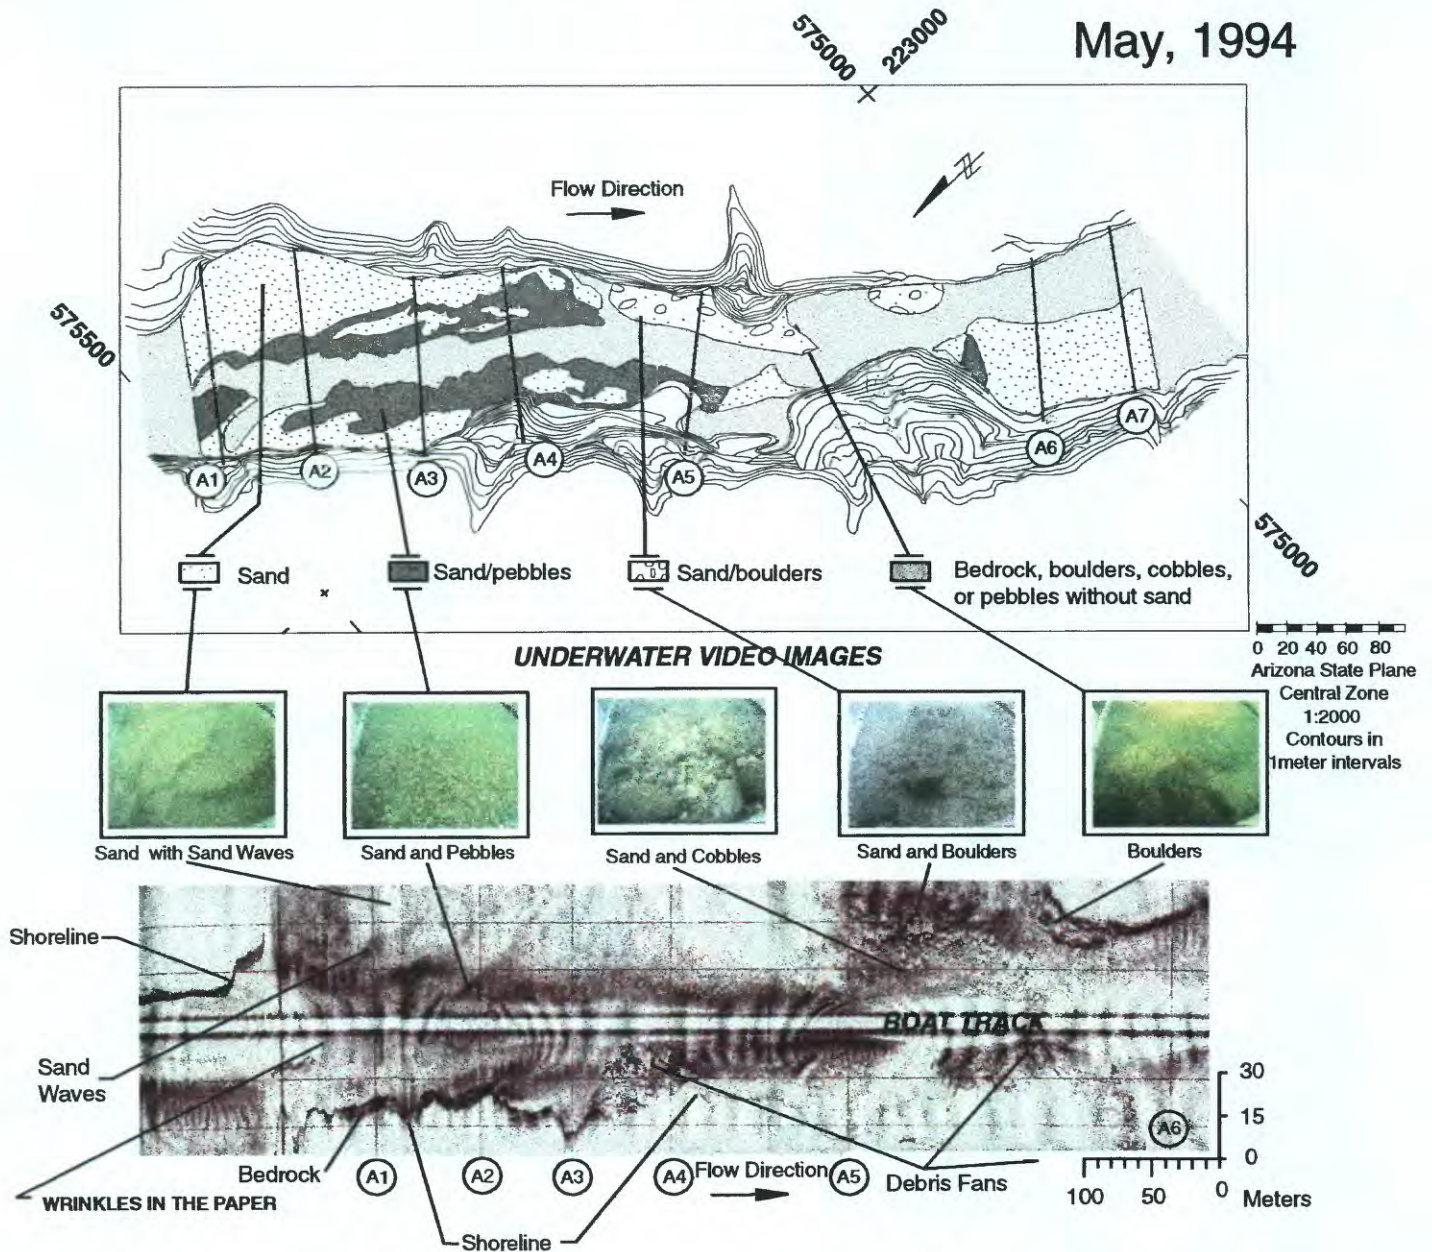 May, 1994
575000
223000
Flow Direction
N
575500
575000
A1
A2
A3
A4
A5
A6
A7
Sand
Sand/pebbles
Sand/boulders
Bedrock, boulders, cobbles,
or pebbles without sand
x
0 20 40 60 80
Arizona State Plane
Central Zone
1:2000
Contours in
1meter intervals
UNDERWATER VIDEO IMAGES
Sand with Sand Waves
Sand and Pebbles
Sand and Cobbles
Sand and Boulders
Boulders
Shoreline
BOAT TRACK
Sand
Waves
30
15
0
A6
Bedrock
A1
A2
A3
A4
Flow Direction
A5
Debris Fans
100 50 0 Meters
WRINKLES IN THE PAPER
Shoreline